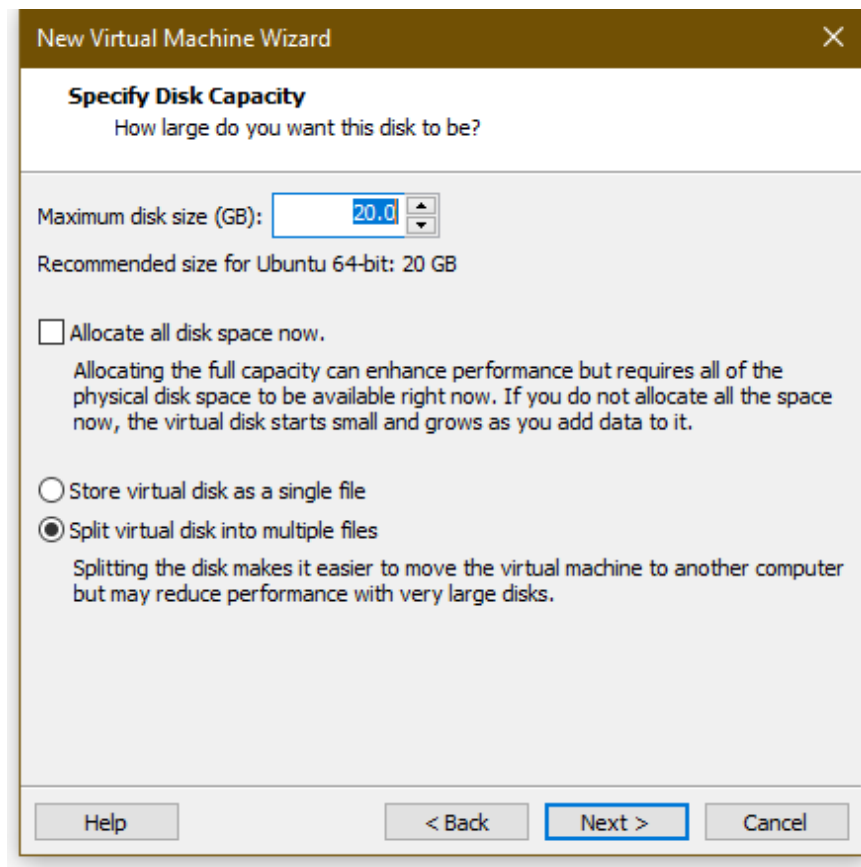 New Virtual Machine Wizard
Specify Disk Capacity
How large do you want this disk to be?
Maximum disk size (GB): 20.0
Recommended size for Ubuntu 64-bit: 20 GB
Allocate all disk space now.
Allocating the full capacity can enhance performance but requires all of the
physical disk space to be available right now. If you do not allocate all the space
now, the virtual disk starts small and grows as you add data to it.
Store virtual disk as a single file
Split virtual disk into multiple files
Splitting the disk makes it easier to move the virtual machine to another computer
but may reduce performance with very large disks.
Help < Back Next > Cancel